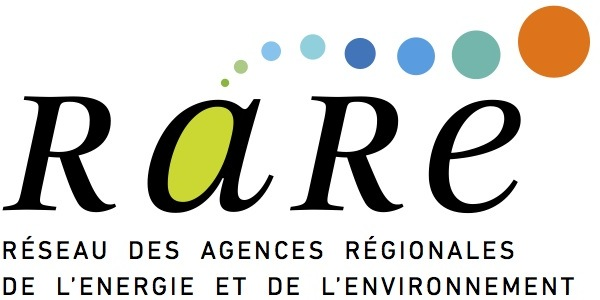 RaRe
RÉSEAU DES AGENCES RÉGIONALES
DE L'ENERGIE ET DE L'ENVIRONNEMENT